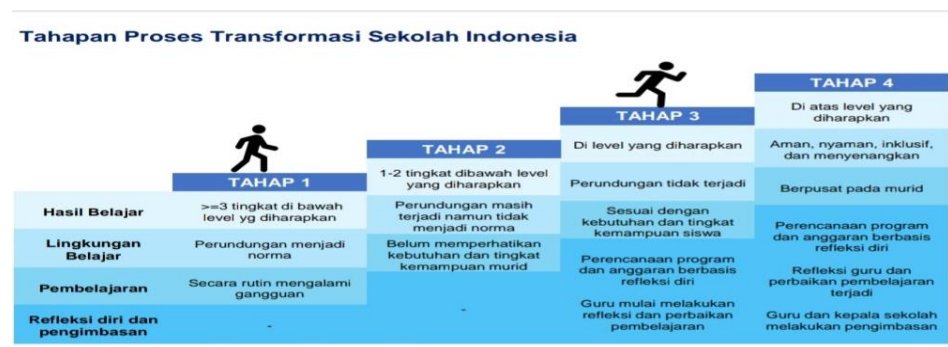 Tahapan Proses Transformasi Sekolah Indonesia
TAHAP 1
TAHAP 2
TAHAP 3
TAHAP 4
Hasil Belajar
>=3 tingkat di bawah
level yg diharapkan
1-2 tingkat dibawah level
yang diharapkan
Di level yang diharapkan
Di atas level yang
diharapkan
Lingkungan
Belajar
Perundungan menjadi
norma
Perundungan masih
terjadi namun tidak
menjadi norma
Perundungan tidak terjadi
Aman, nyaman, inklusif,
dan menyenangkan
Pembelajaran
Secara rutin mengalami
gangguan
Belum memperhatikan
kebutuhan dan tingkat
kemampuan murid
Sesuai dengan
kebutuhan dan tingkat
kemampuan siswa
Berpusat pada murid
Refleksi diri dan
pengimbasan
-
-
Perencanaan program
dan anggaran berbasis
refleksi diri
Guru mulai melakukan
refleksi dan perbaikan
pembelajaran
Perencanaan program
dan anggaran berbasis
refleksi diri
Refleksi guru dan
perbaikan pembelajaran
terjadi
Guru dan kepala sekolah
melakukan pengimbasan